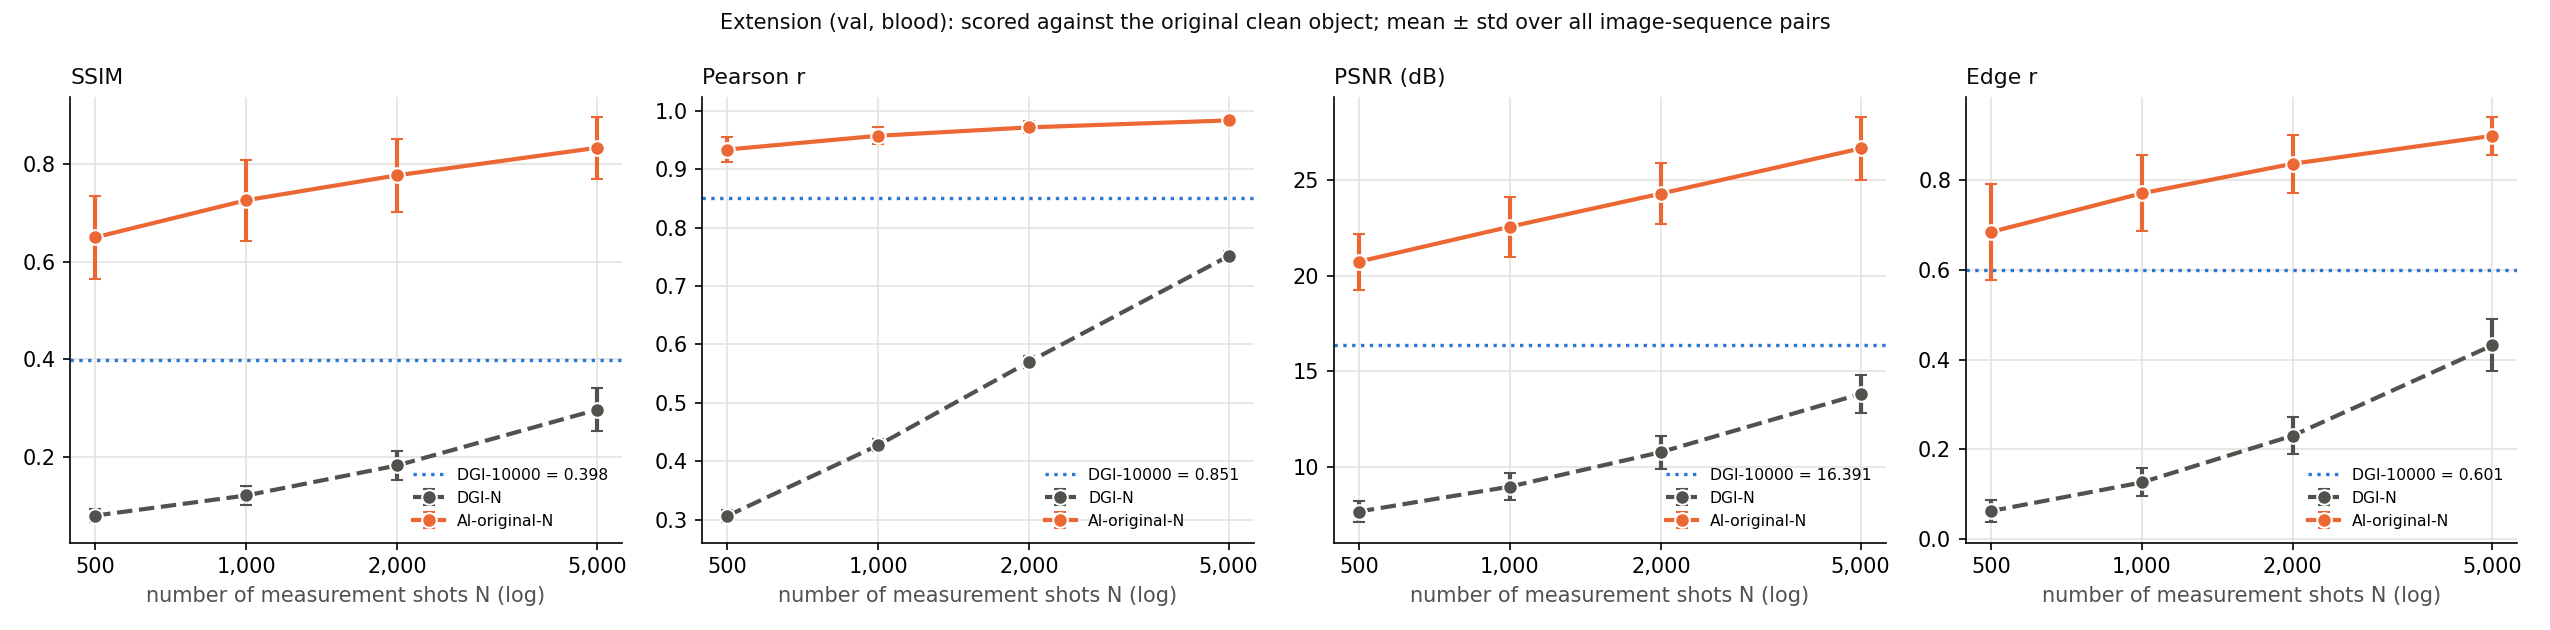 Extension (val, blood): scored against the original clean object; mean ± std over all image-sequence pairs
SSIM
0.8
0.6
0.4
0.2
DGI-10000 = 0.398
DGI-N
AI-original-N
500
1,000
2,000
5,000
number of measurement shots N (log)
Pearson r
1.0
0.9
0.8
0.7
0.6
0.5
0.4
0.3
DGI-10000 = 0.851
DGI-N
AI-original-N
500
1,000
2,000
5,000
number of measurement shots N (log)
PSNR (dB)
25
20
15
10
DGI-10000 = 16.391
DGI-N
AI-original-N
500
1,000
2,000
5,000
number of measurement shots N (log)
Edge r
0.8
0.6
0.4
0.2
0.0
DGI-10000 = 0.601
DGI-N
AI-original-N
500
1,000
2,000
5,000
number of measurement shots N (log)